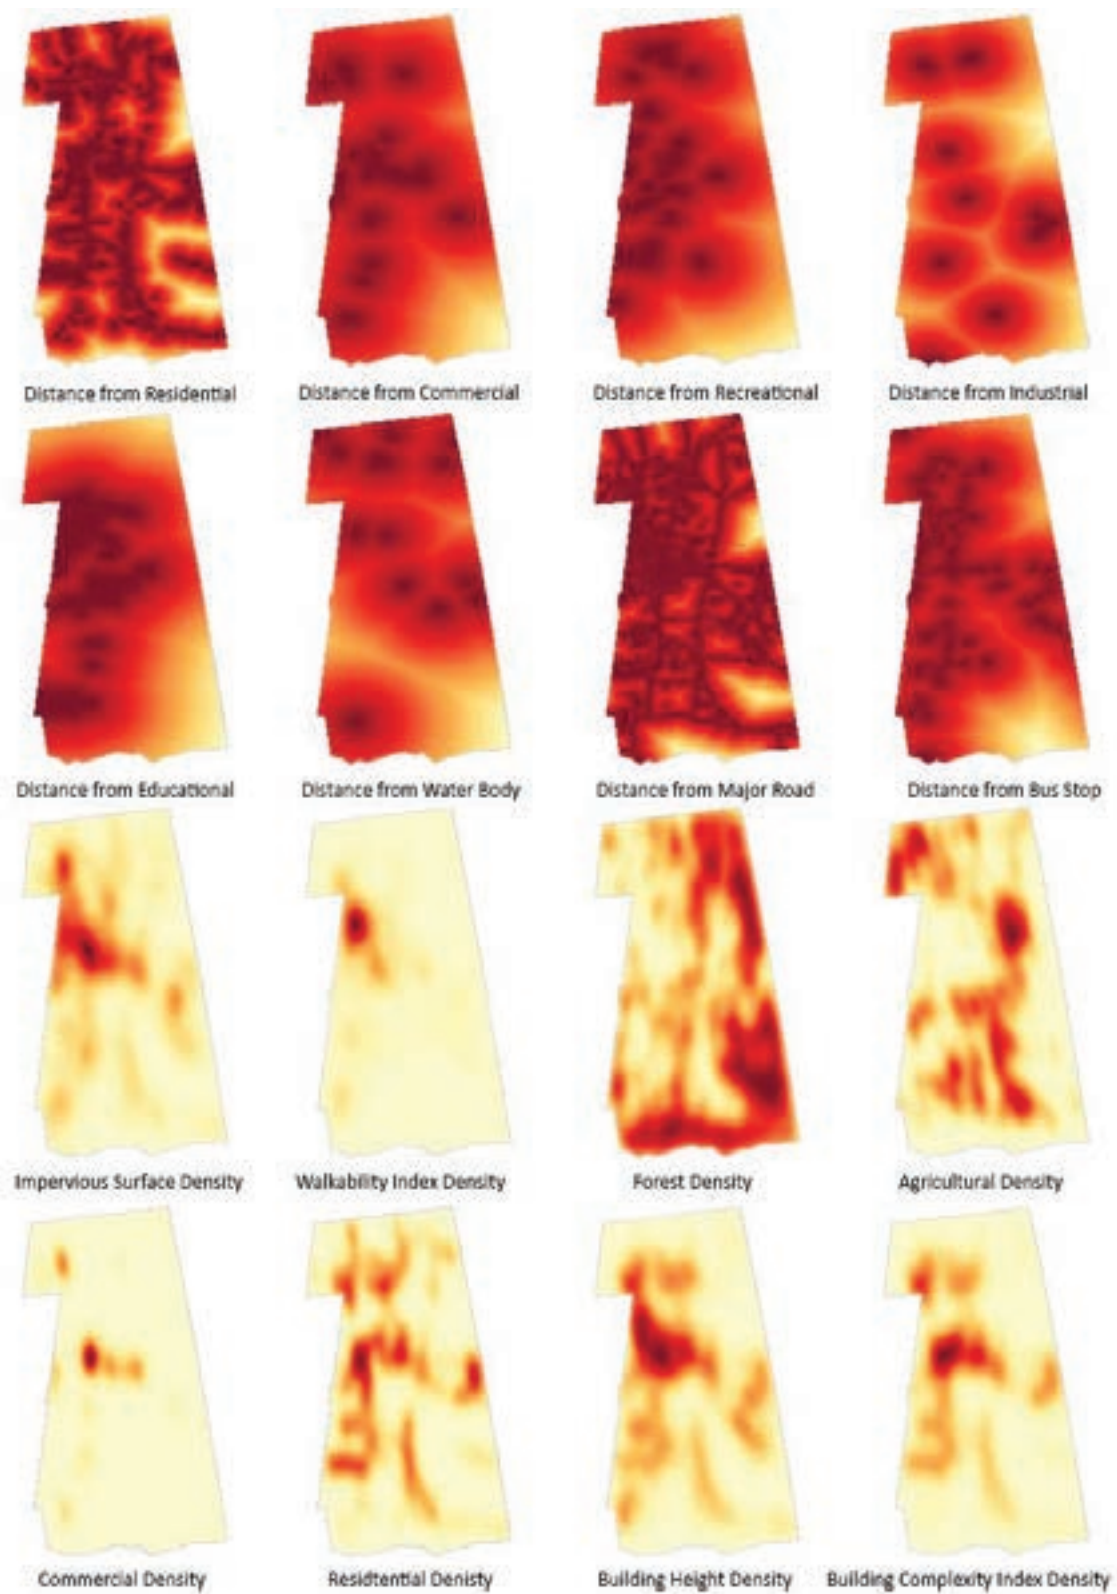 Distance from Residential
Distance from Commercial
Distance from Recreational
Distance from Industrial
Distance from Educational
Distance from Water Body
Distance from Major Road
Distance from Bus Stop
Impervious Surface Density
Walkability Index Density
Forest Density
Agricultural Density
Commercial Density
Residtential Denisty
Building Height Density
Building Complexity Index Density